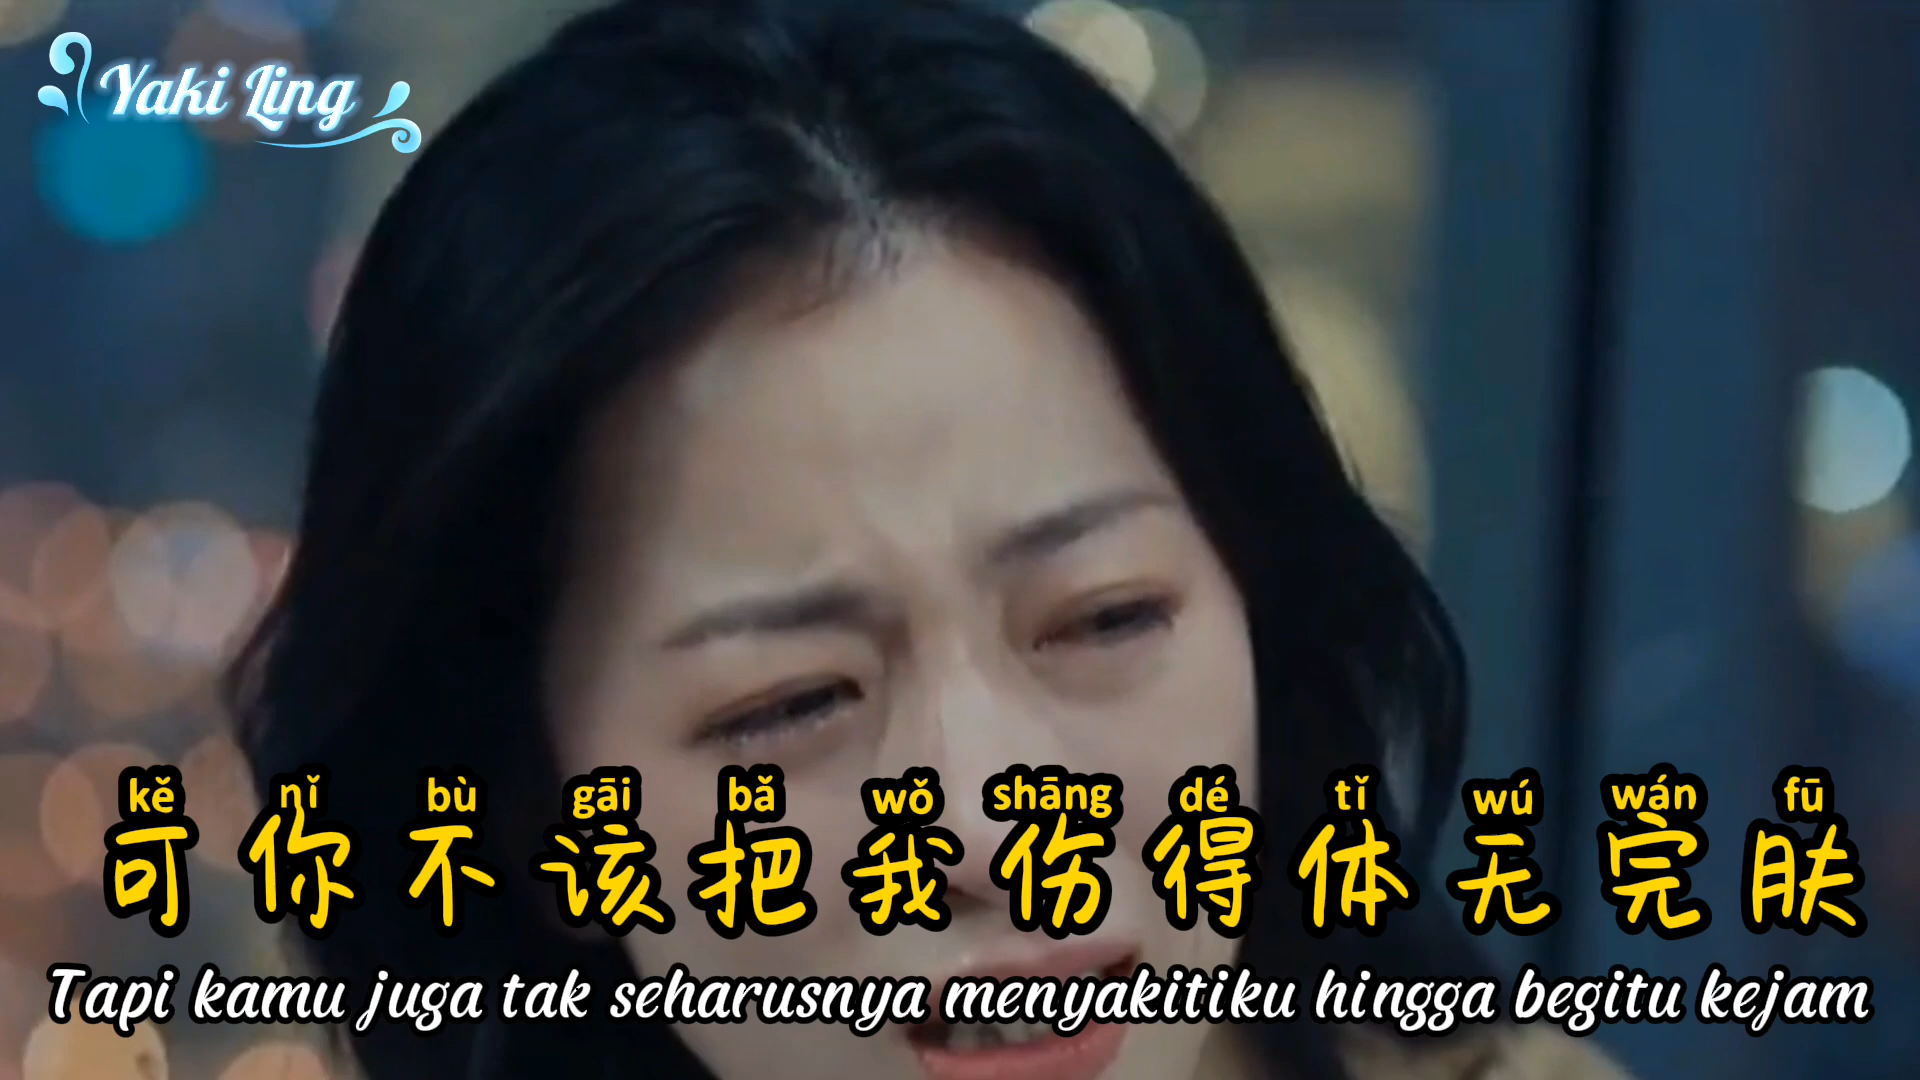 Yaki Ling
kě nǐ bù gāi bǎ wǒ shāng dé tǐ wú wán fū
可你不该把我伤得体无完肤
Tapi kamu juga tak seharusnya menyakitiku hingga begitu kejam